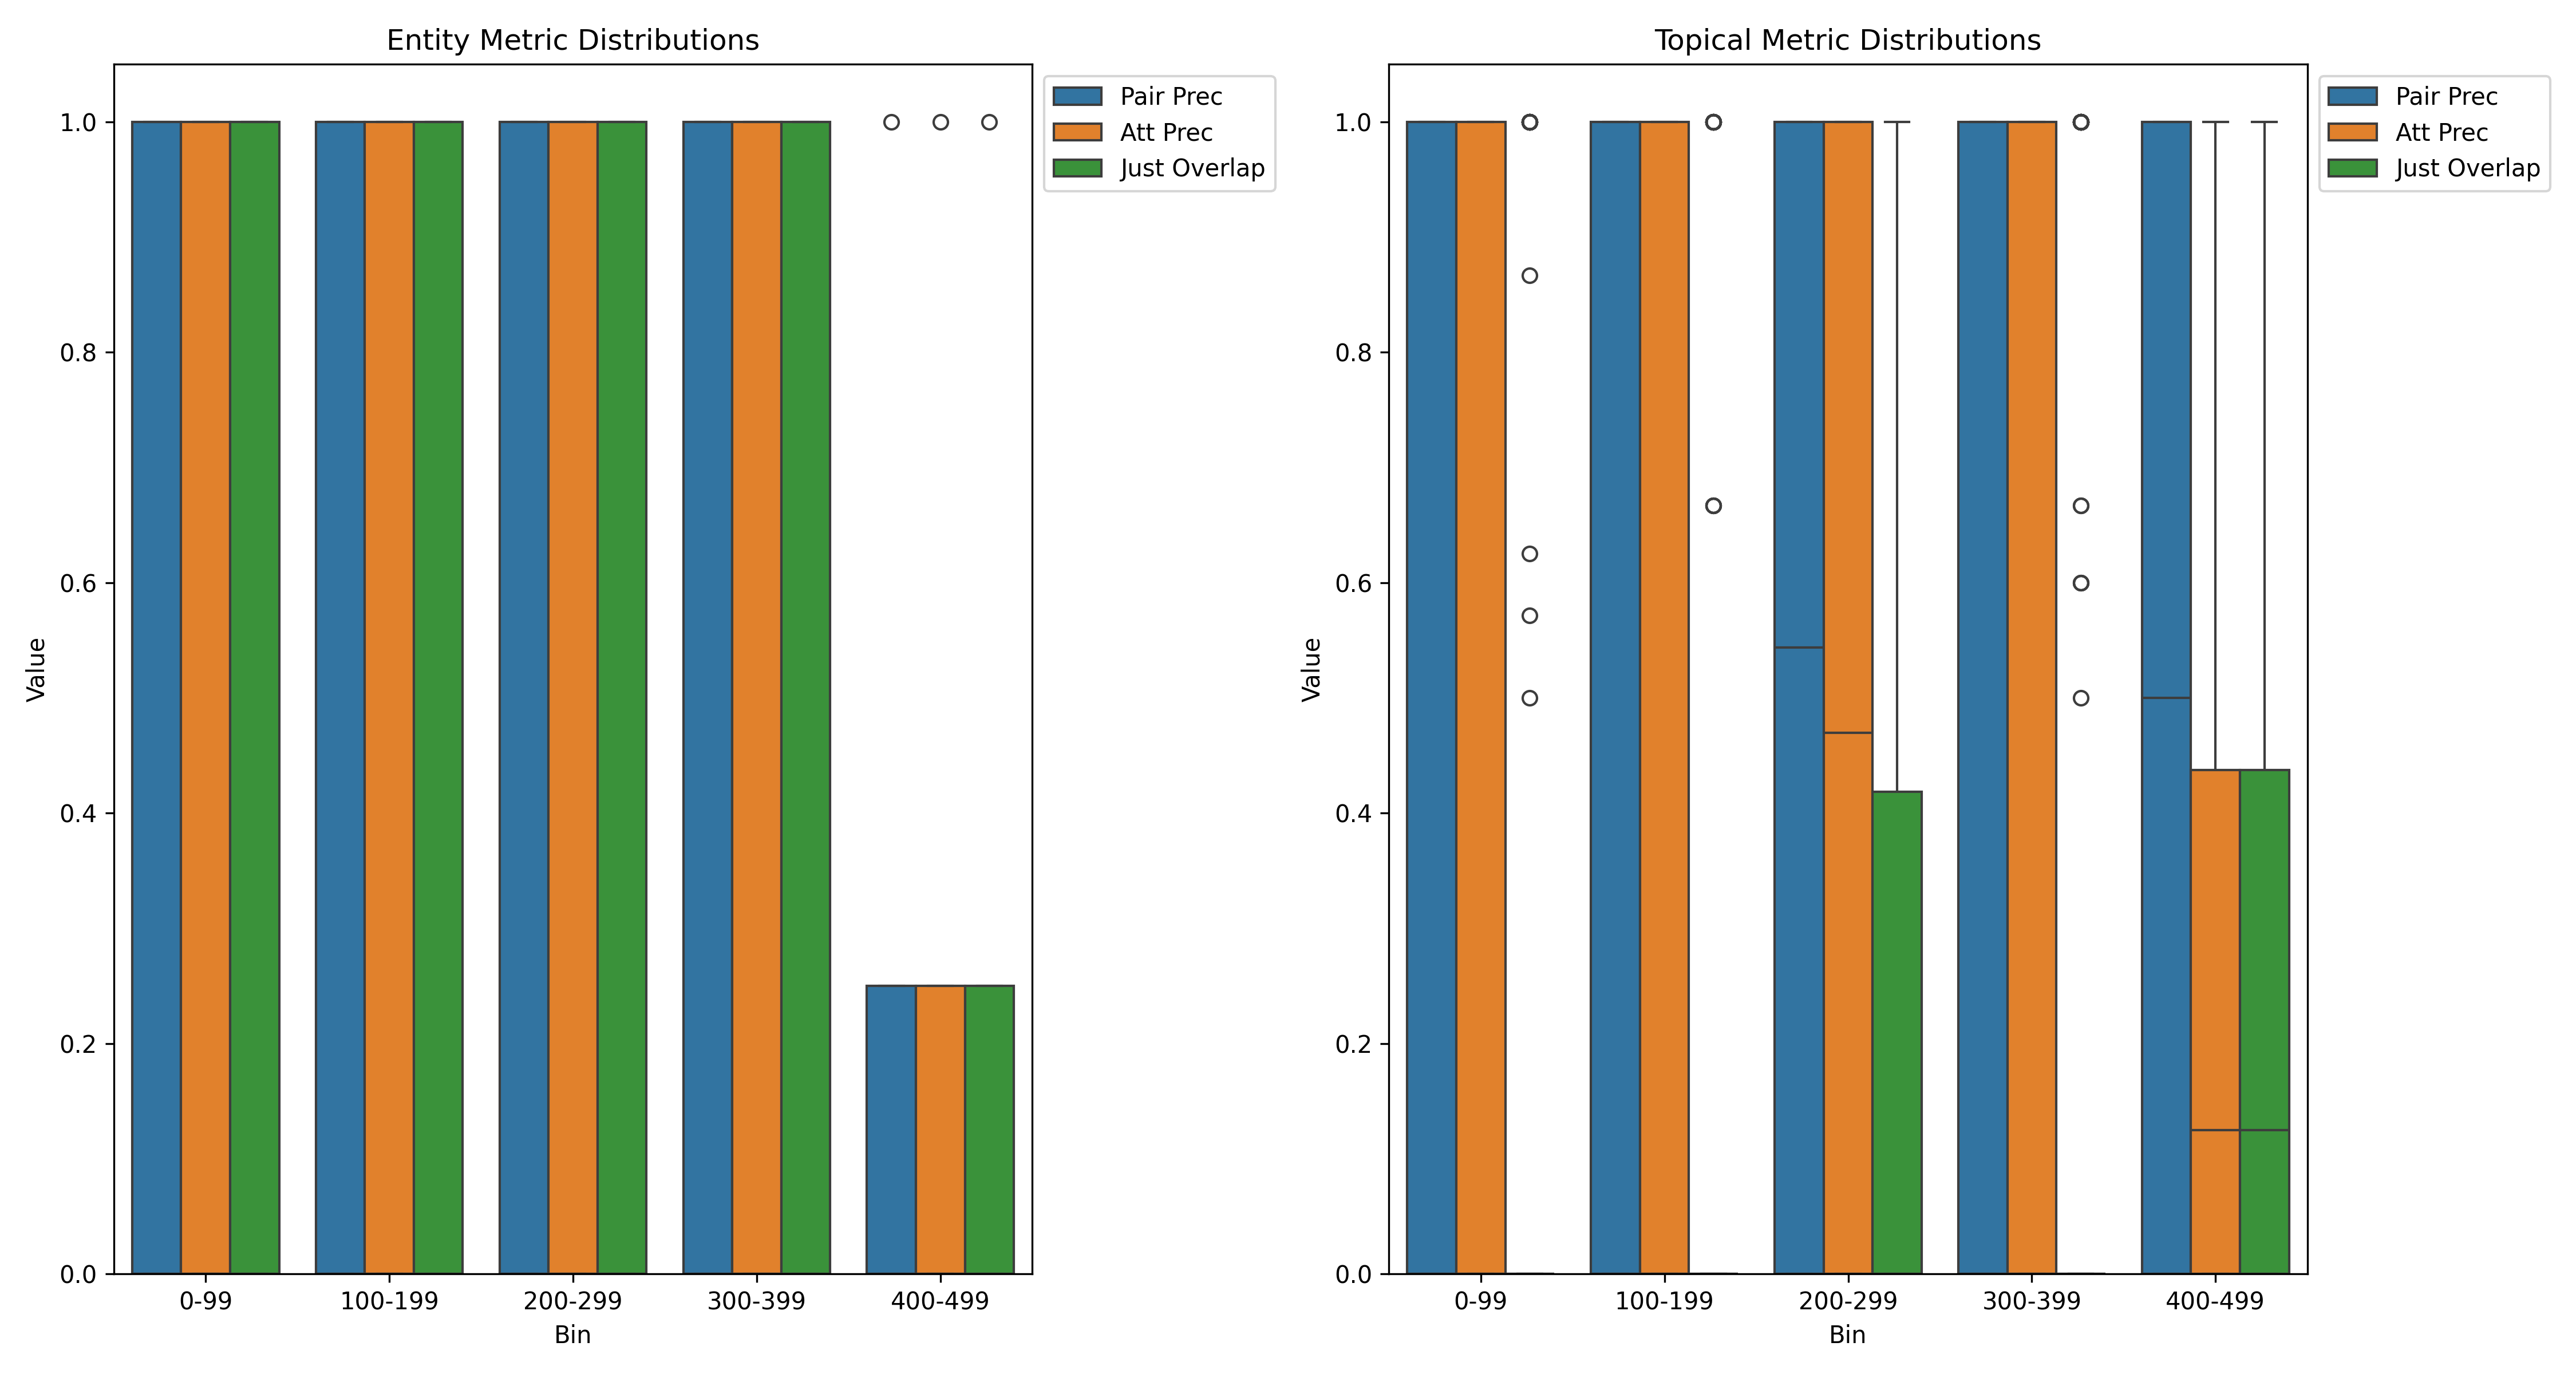 Entity Metric Distributions
Pair Prec
Att Prec
Just Overlap
1.0
0.8
0.6
0.4
0.2
0.0
Value
0-99 100-199 200-299 300-399 400-499
Bin
Topical Metric Distributions
Pair Prec
Att Prec
Just Overlap
1.0
0.8
0.6
0.4
0.2
0.0
Value
0-99 100-199 200-299 300-399 400-499
Bin